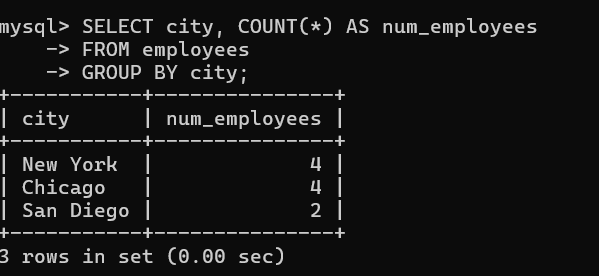 mysql> SELECT city, COUNT(*) AS num_employees
    -> FROM employees
    -> GROUP BY city;
+-----------+---------------+
| city      | num_employees |
+-----------+---------------+
| New York  |             4 |
| Chicago   |             4 |
| San Diego |             2 |
+-----------+---------------+
3 rows in set (0.00 sec)